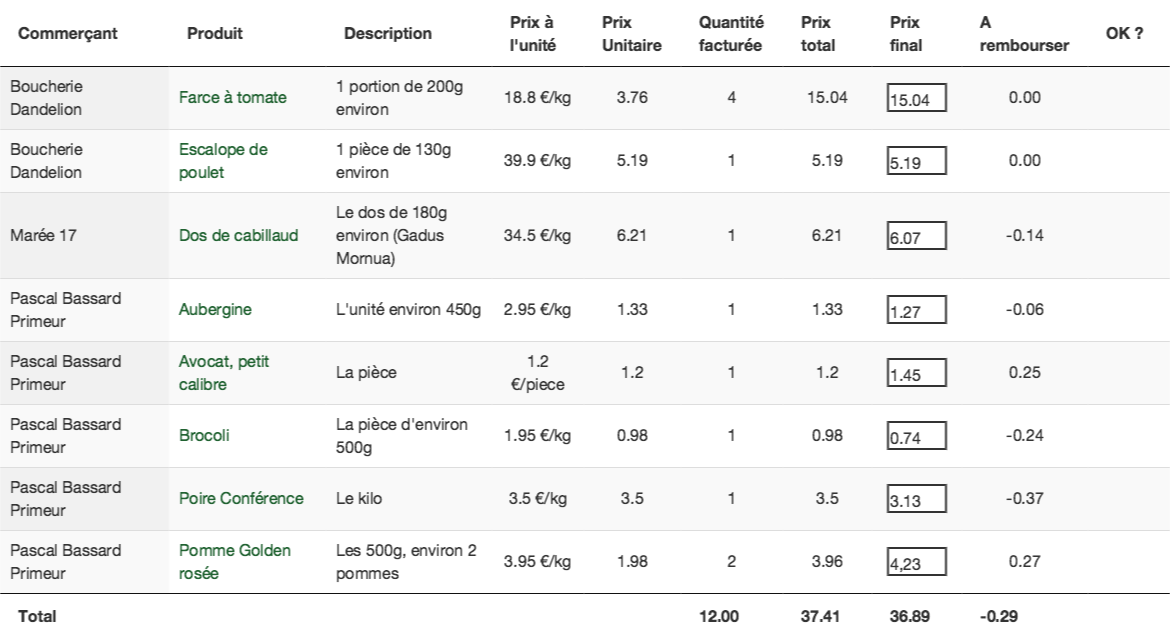 Commerçant Produit Description Prix à l'unité Prix Unitaire Quantité facturée Prix total Prix final A rembourser OK ?
Boucherie Dandelion Farce à tomate 1 portion de 200g environ 18.8 €/kg 3.76 4 15.04 15.04 0.00
Boucherie Dandelion Escalope de poulet 1 pièce de 130g environ 39.9 €/kg 5.19 1 5.19 5.19 0.00
Marée 17 Dos de cabillaud Le dos de 180g environ (Gadus Mornua) 34.5 €/kg 6.21 1 6.21 6.07 -0.14
Pascal Bassard Primeur Aubergine L'unité environ 450g 2.95 €/kg 1.33 1 1.33 1.27 -0.06
Pascal Bassard Primeur Avocat, petit calibre La pièce 1.2 €/piece 1.2 1 1.2 1.45 0.25
Pascal Bassard Primeur Brocoli La pièce d'environ 500g 1.95 €/kg 0.98 1 0.98 0.74 -0.24
Pascal Bassard Primeur Poire Conférence Le kilo 3.5 €/kg 3.5 1 3.5 3.13 -0.37
Pascal Bassard Primeur Pomme Golden rosée Les 500g, environ 2 pommes 3.95 €/kg 1.98 2 3.96 4,23 0.27
Total 12.00 37.41 36.89 -0.29